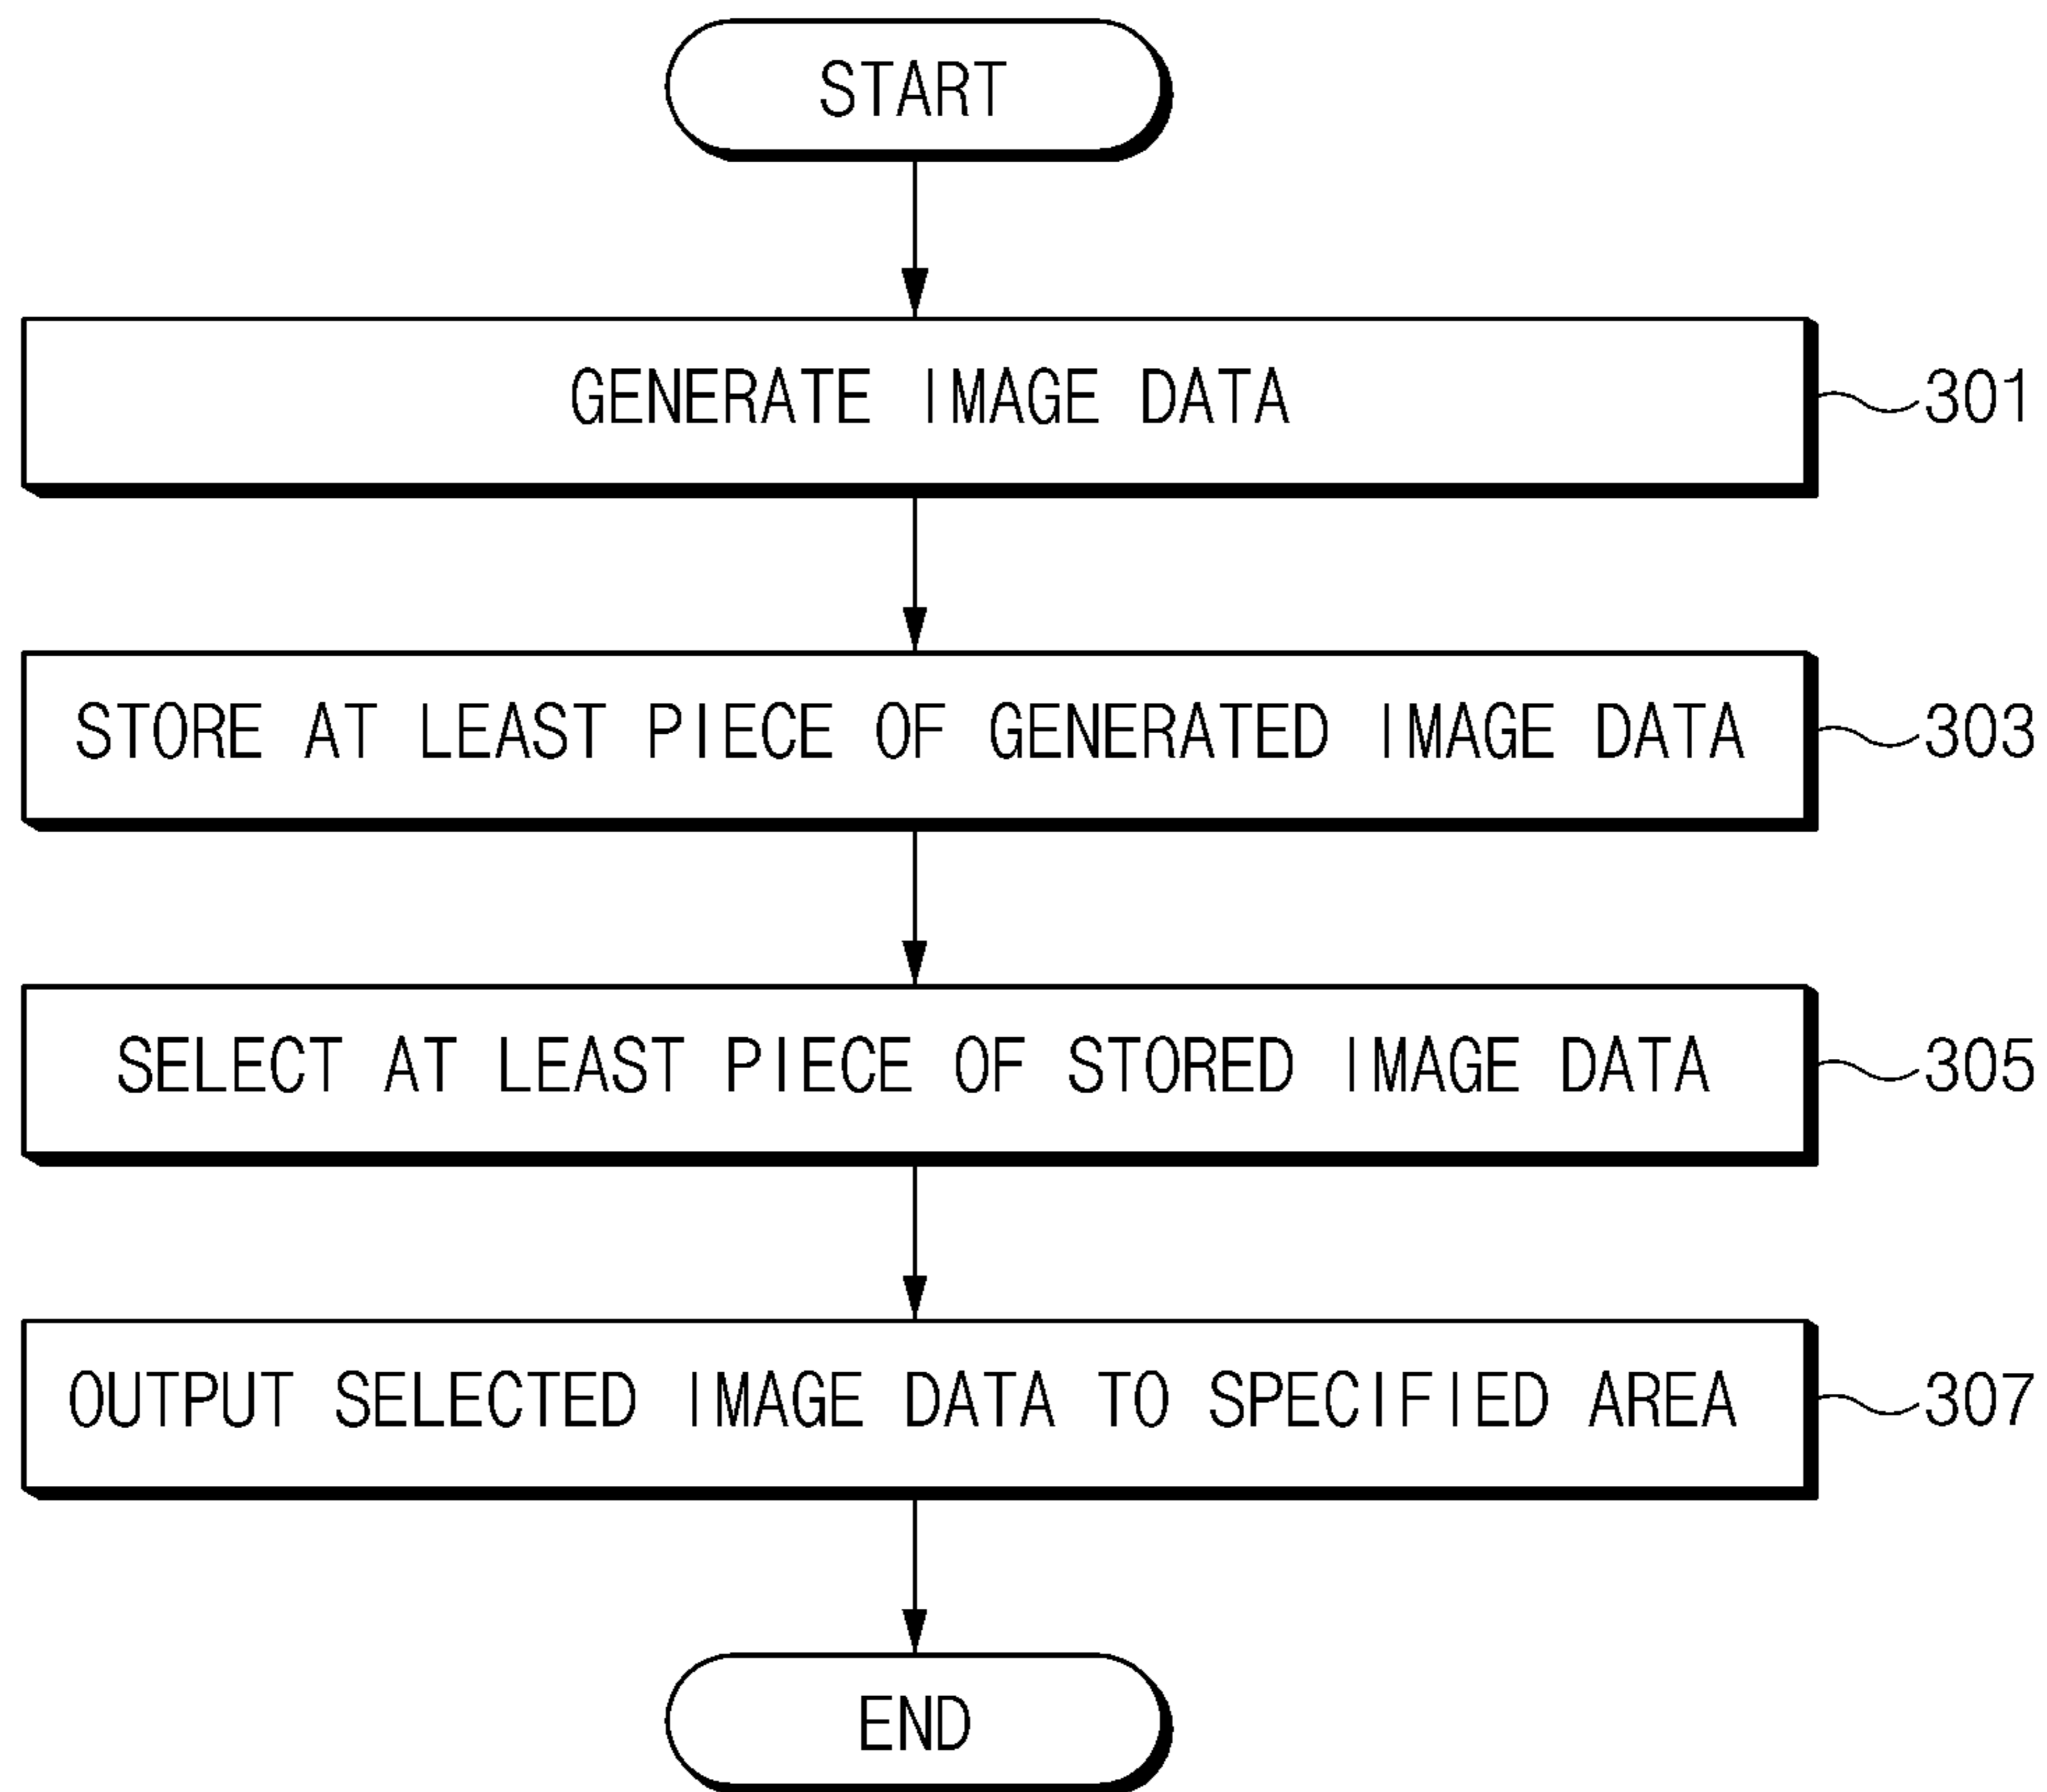 START
GENERATE IMAGE DATA 301
STORE AT LEAST PIECE OF GENERATED IMAGE DATA 303
SELECT AT LEAST PIECE OF STORED IMAGE DATA 305
OUTPUT SELECTED IMAGE DATA TO SPECIFIED AREA 307
END